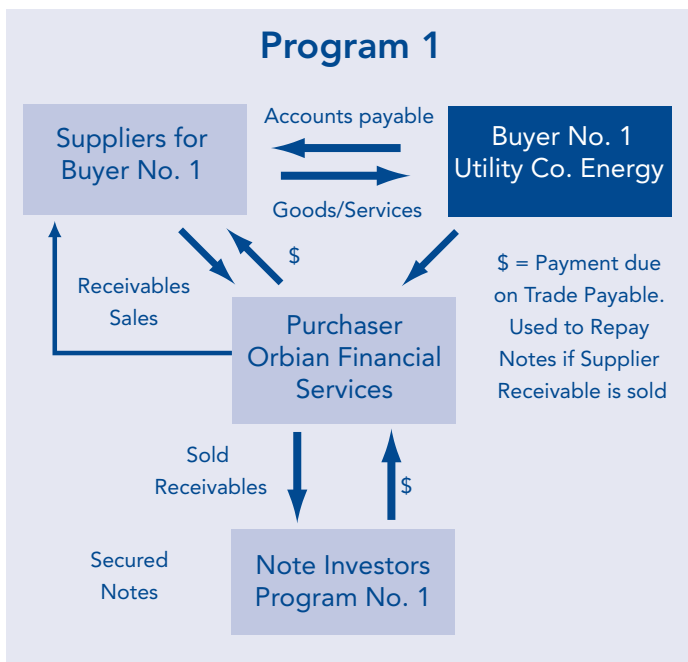 Program 1
Accounts payable
Suppliers for
Buyer No. 1
Buyer No. 1
Utility Co. Energy
Goods/Services
$
Receivables
Sales
$ = Payment due
on Trade Payable.
Used to Repay
Notes if Supplier
Receivable is sold
Purchaser
Orbian Financial
Services
Sold
Receivables
$
Secured
Notes
Note Investors
Program No. 1